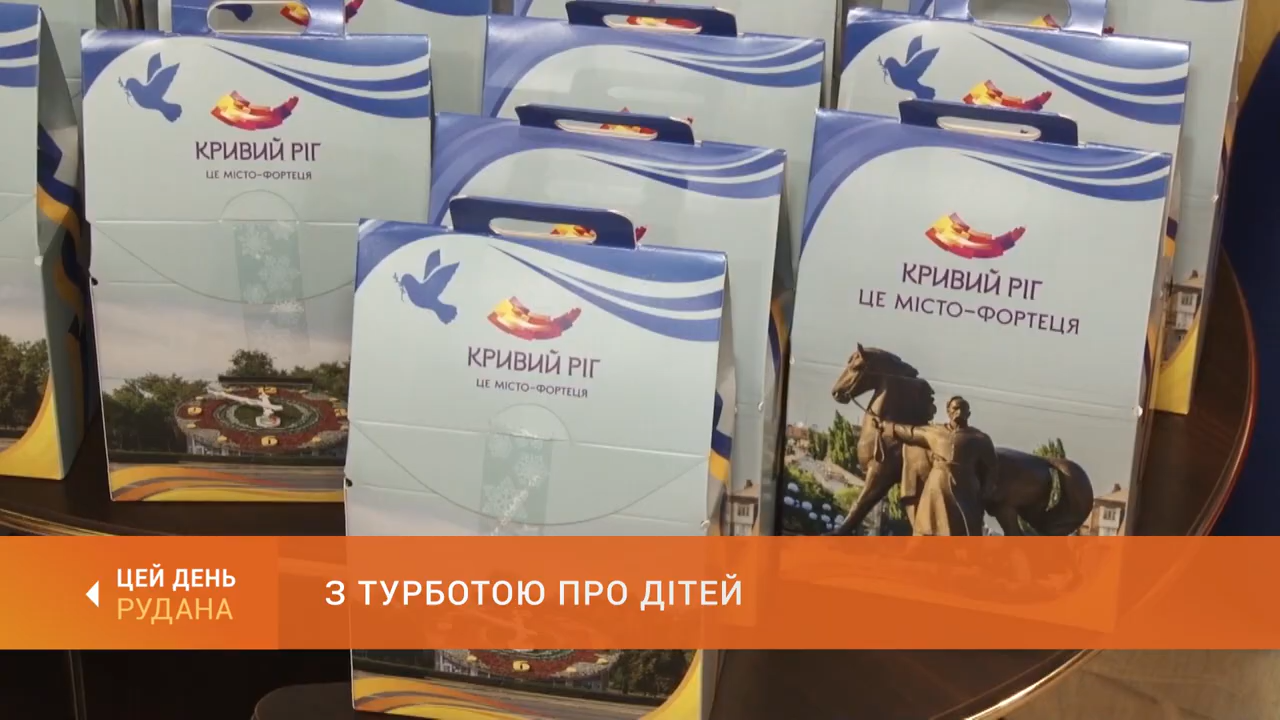 КРИВИЙ РІГ
ЦЕ МІСТО-ФОРТЕЦЯ
КРИВИЙ РІГ
ЦЕ МІСТО-ФОРТЕЦЯ
КРИВИЙ РІГ
ЦЕ МІСТО-ФОРТЕЦЯ
ЦЕЙ ДЕНЬ
РУДАНА
З ТУРБОТОЮ ПРО ДІТЕЙ